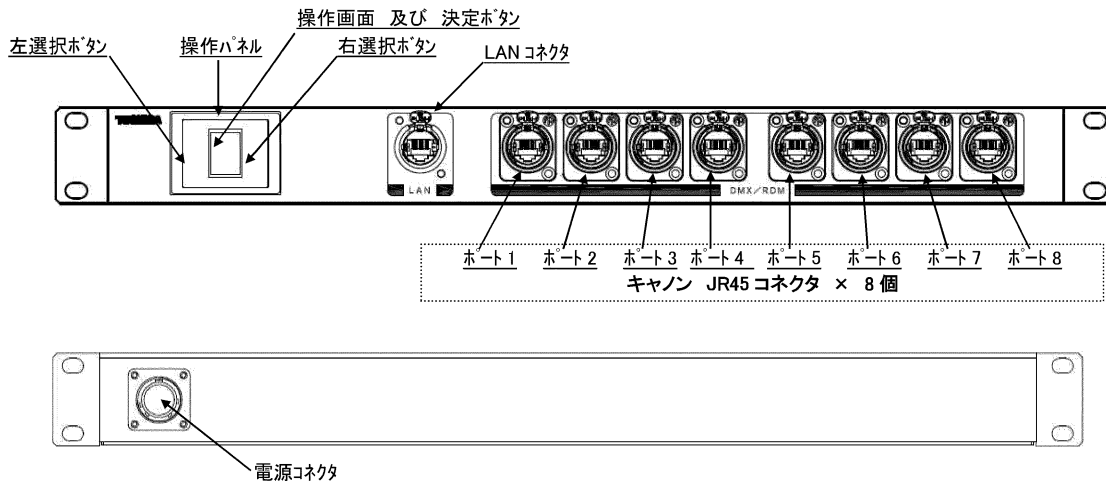 操作画面 及び 決定ﾎﾞﾀﾝ
左選択ﾎﾞﾀﾝ
操作ﾊﾟﾈﾙ
右選択ﾎﾞﾀﾝ
LAN ｺﾈｸﾀ
LAN
DMX/RDM
ﾎﾟｰﾄ 1
ﾎﾟｰﾄ 2
ﾎﾟｰﾄ 3
ﾎﾟｰﾄ 4
ﾎﾟｰﾄ 5
ﾎﾟｰﾄ 6
ﾎﾟｰﾄ 7
ﾎﾟｰﾄ 8
キャノン JR45 コネクタ × 8 個
電源ｺﾈｸﾀ